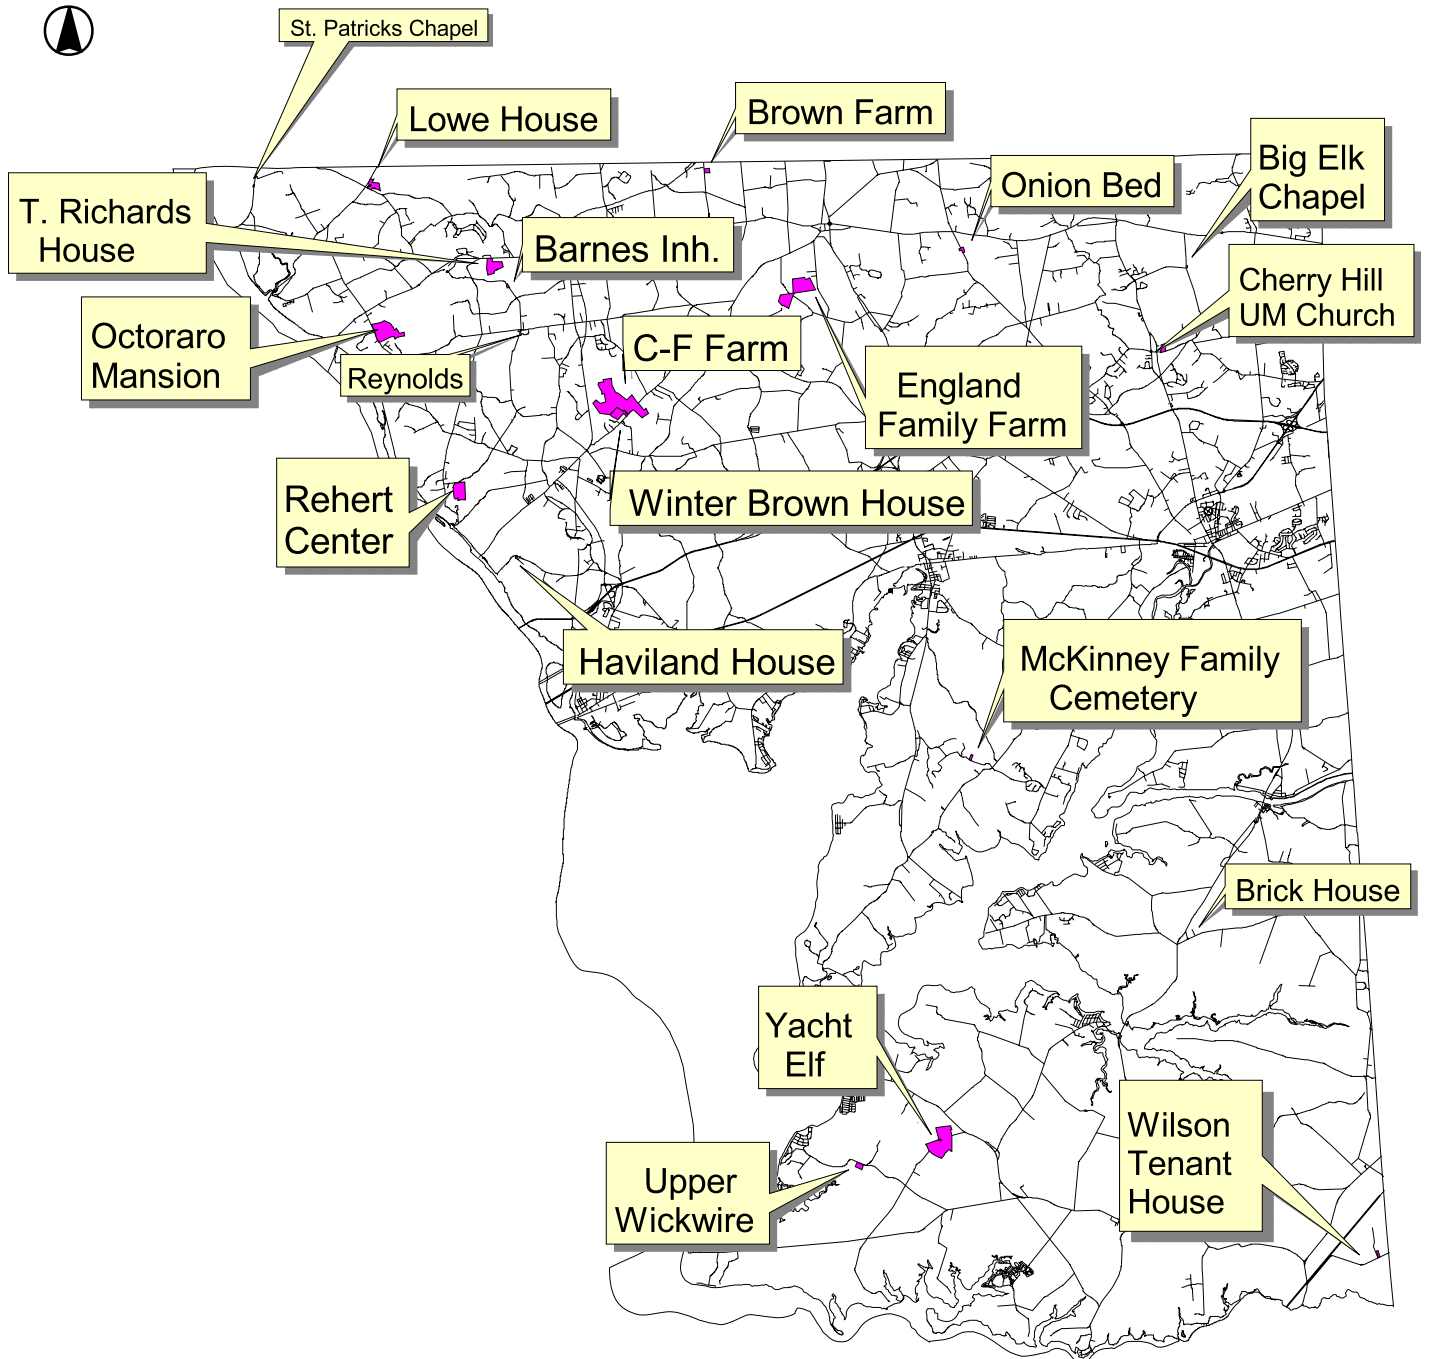 St. Patricks Chapel
Lowe House
Brown Farm
Big Elk
Chapel
Onion Bed
T. Richards
House
Barnes Inh.
Cherry Hill
UM Church
Octoraro
Mansion
C-F Farm
Reynolds
England
Family Farm
Rehert
Center
Winter Brown House
Haviland House
McKinney Family
Cemetery
Brick House
Yacht
Elf
Wilson
Tenant
House
Upper
Wickwire